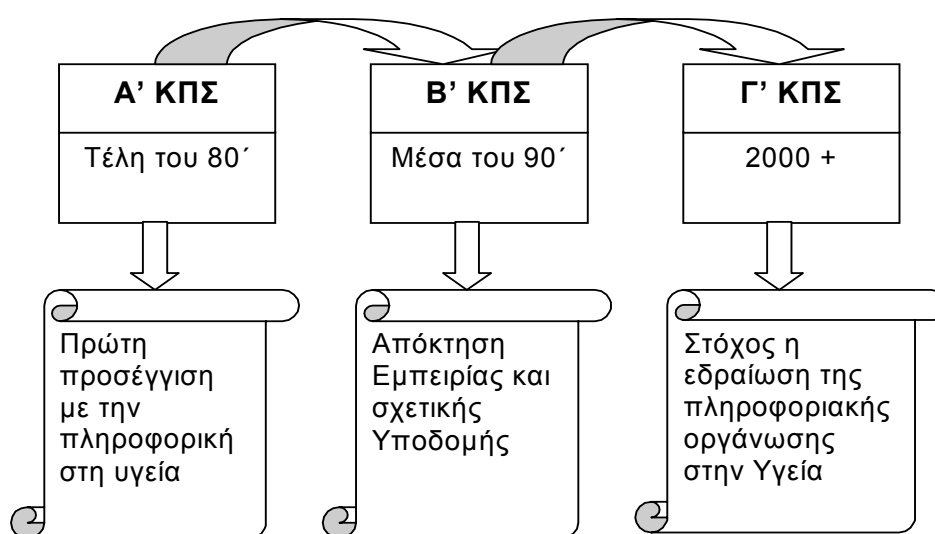 Α’ ΚΠΣ
Τέλη του 80΄
Πρώτη
προσέγγιση
με την
πληροφορική
στη υγεία
Β’ ΚΠΣ
Μέσα του 90΄
Απόκτηση
Εμπειρίας και
σχετικής
Υποδομής
Γ’ ΚΠΣ
2000 +
Στόχος η
εδραίωση της
πληροφοριακής
οργάνωσης
στην Υγεία